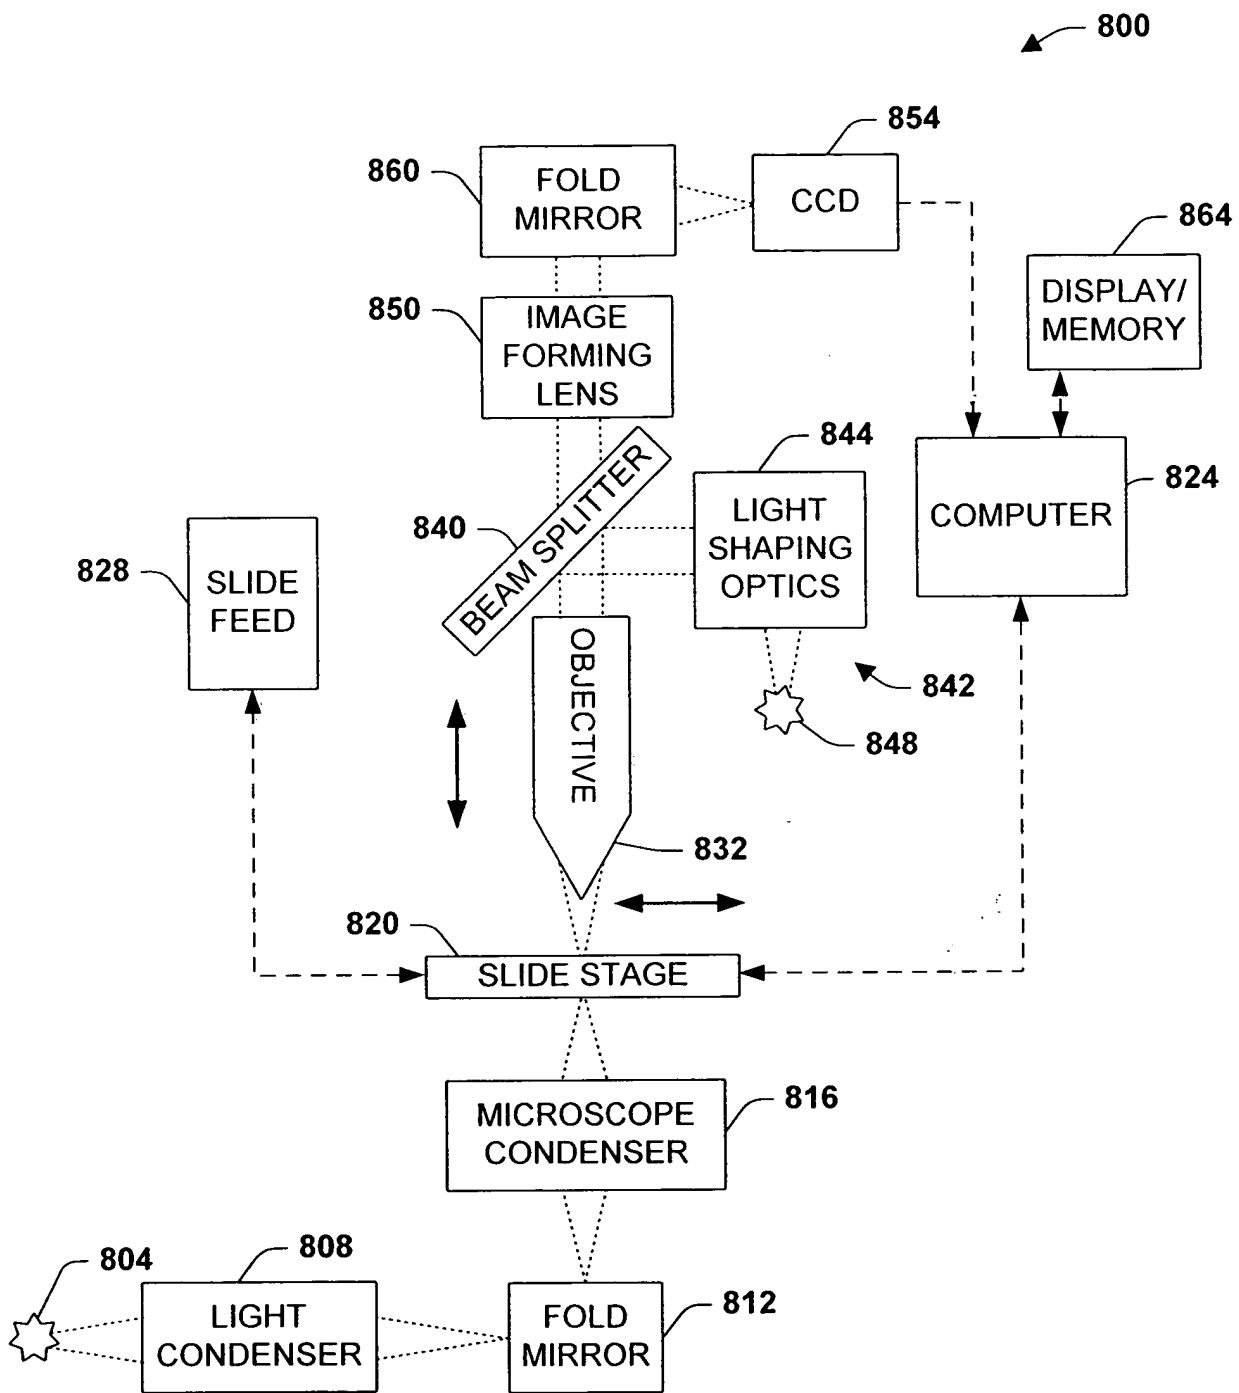 800
854
860
FOLD
MIRROR
CCD
864
850
IMAGE
FORMING
LENS
DISPLAY/
MEMORY
844
824
840
BEAM SPLITTER
LIGHT
SHAPING
OPTICS
COMPUTER
828
SLIDE
FEED
842
848
OBJECTIVE
832
820
SLIDE STAGE
816
MICROSCOPE
CONDENSER
804
808
812
LIGHT
CONDENSER
FOLD
MIRROR